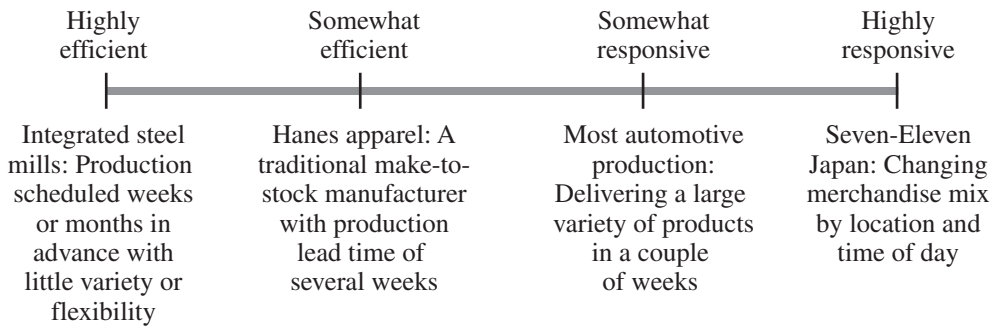 Highly
efficient
Somewhat
efficient
Somewhat
responsive
Highly
responsive
Integrated steel
mills: Production
scheduled weeks
or months in
advance with
little variety or
flexibility
Hanes apparel: A
traditional make-to-
stock manufacturer
with production
lead time of
several weeks
Most automotive
production:
Delivering a large
variety of products
in a couple
of weeks
Seven-Eleven
Japan: Changing
merchandise mix
by location and
time of day